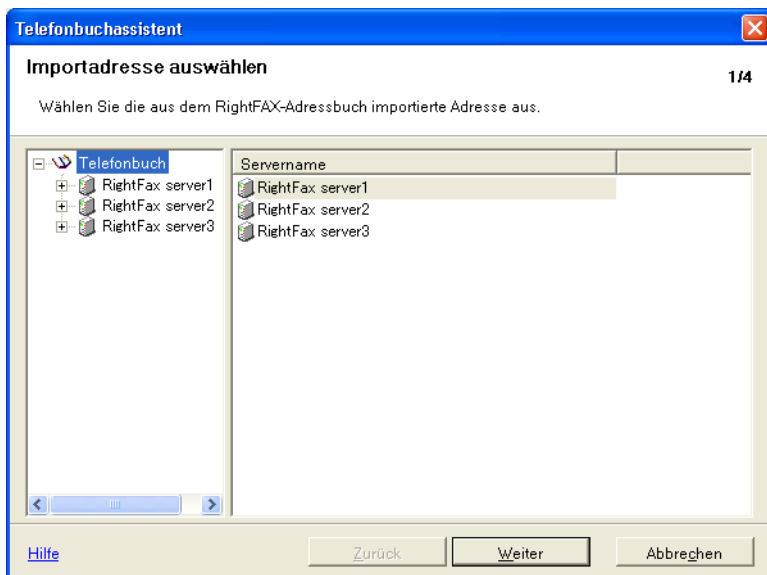 Telefonbuchassistent
Importadresse auswählen
1/4
Wählen Sie die aus dem RightFAX-Adressbuch importierte Adresse aus.
Telefonbuch
RightFax server1
RightFax server2
RightFax server3
Servername
RightFax server1
RightFax server2
RightFax server3
Hilfe
Zurück
Weiter
Abbrechen